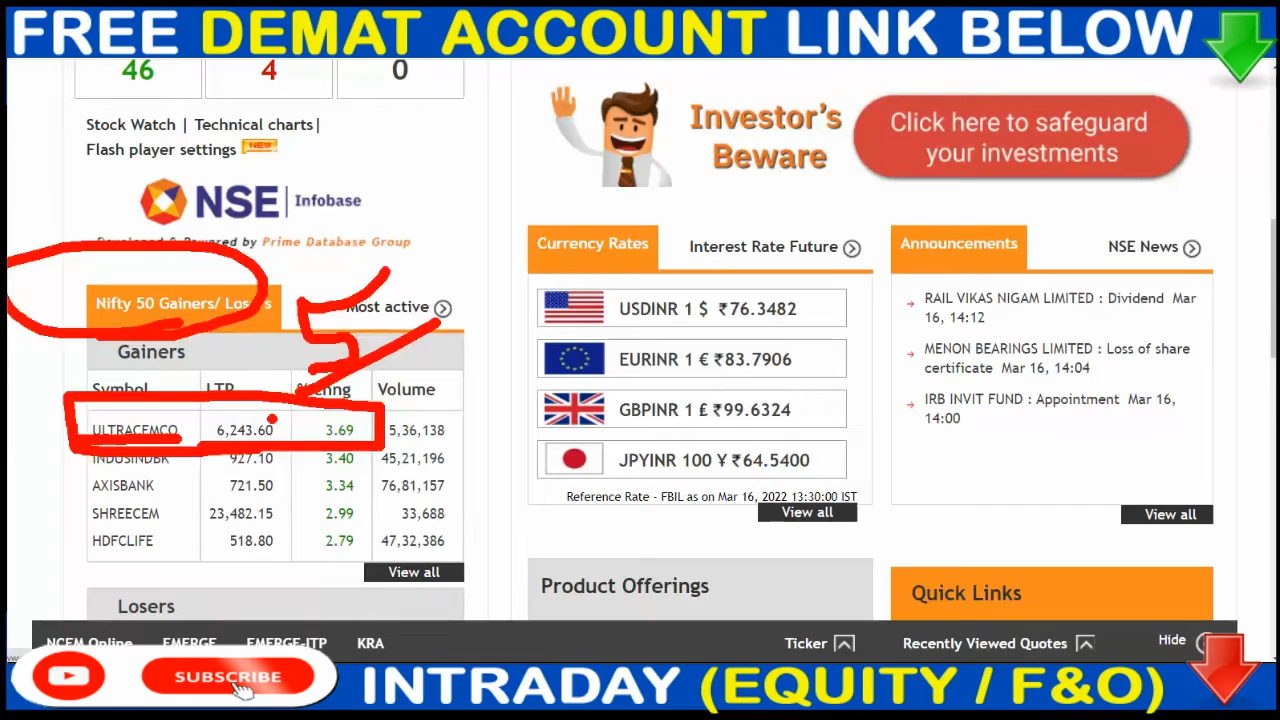 FREE DEMAT ACCOUNT LINK BELOW
46 4 0
Stock Watch | Technical charts|
Flash player settings NEW
NSE | Infobase
Developed & Powered by Prime Database Group
Investor's
Beware
Click here to safeguard
your investments
Nifty 50 Gainers/ Losers
Most active
Gainers
Symbol LTP % Chng Volume
ULTRACEMCO 6,243.60 3.69 5,36,138
INDUSINDBK 927.10 3.40 45,21,196
AXISBANK 721.50 3.34 76,81,157
SHREECEM 23,482.15 2.99 33,688
HDFCLIFE 518.80 2.79 47,32,386
View all
Losers
5
Currency Rates Interest Rate Future
USDINR 1 $ ₹76.3482
EURINR 1 € ₹83.7906
GBPINR 1 £ ₹99.6324
JPYINR 100 ¥ ₹64.5400
Reference Rate - FBIL as on Mar 16, 2022 13:30:00 IST
View all
Announcements NSE News
RAIL VIKAS NIGAM LIMITED : Dividend Mar
16, 14:12
MENON BEARINGS LIMITED : Loss of share
certificate Mar 16, 14:04
IRB INVIT FUND : Appointment Mar 16,
14:00
View all
Product Offerings
Quick Links
NCFM Online EMERGE EMERGE-ITP KRA Ticker Recently Viewed Quotes Hide
SUBSCRIBE
INTRADAY (EQUITY / F&O)